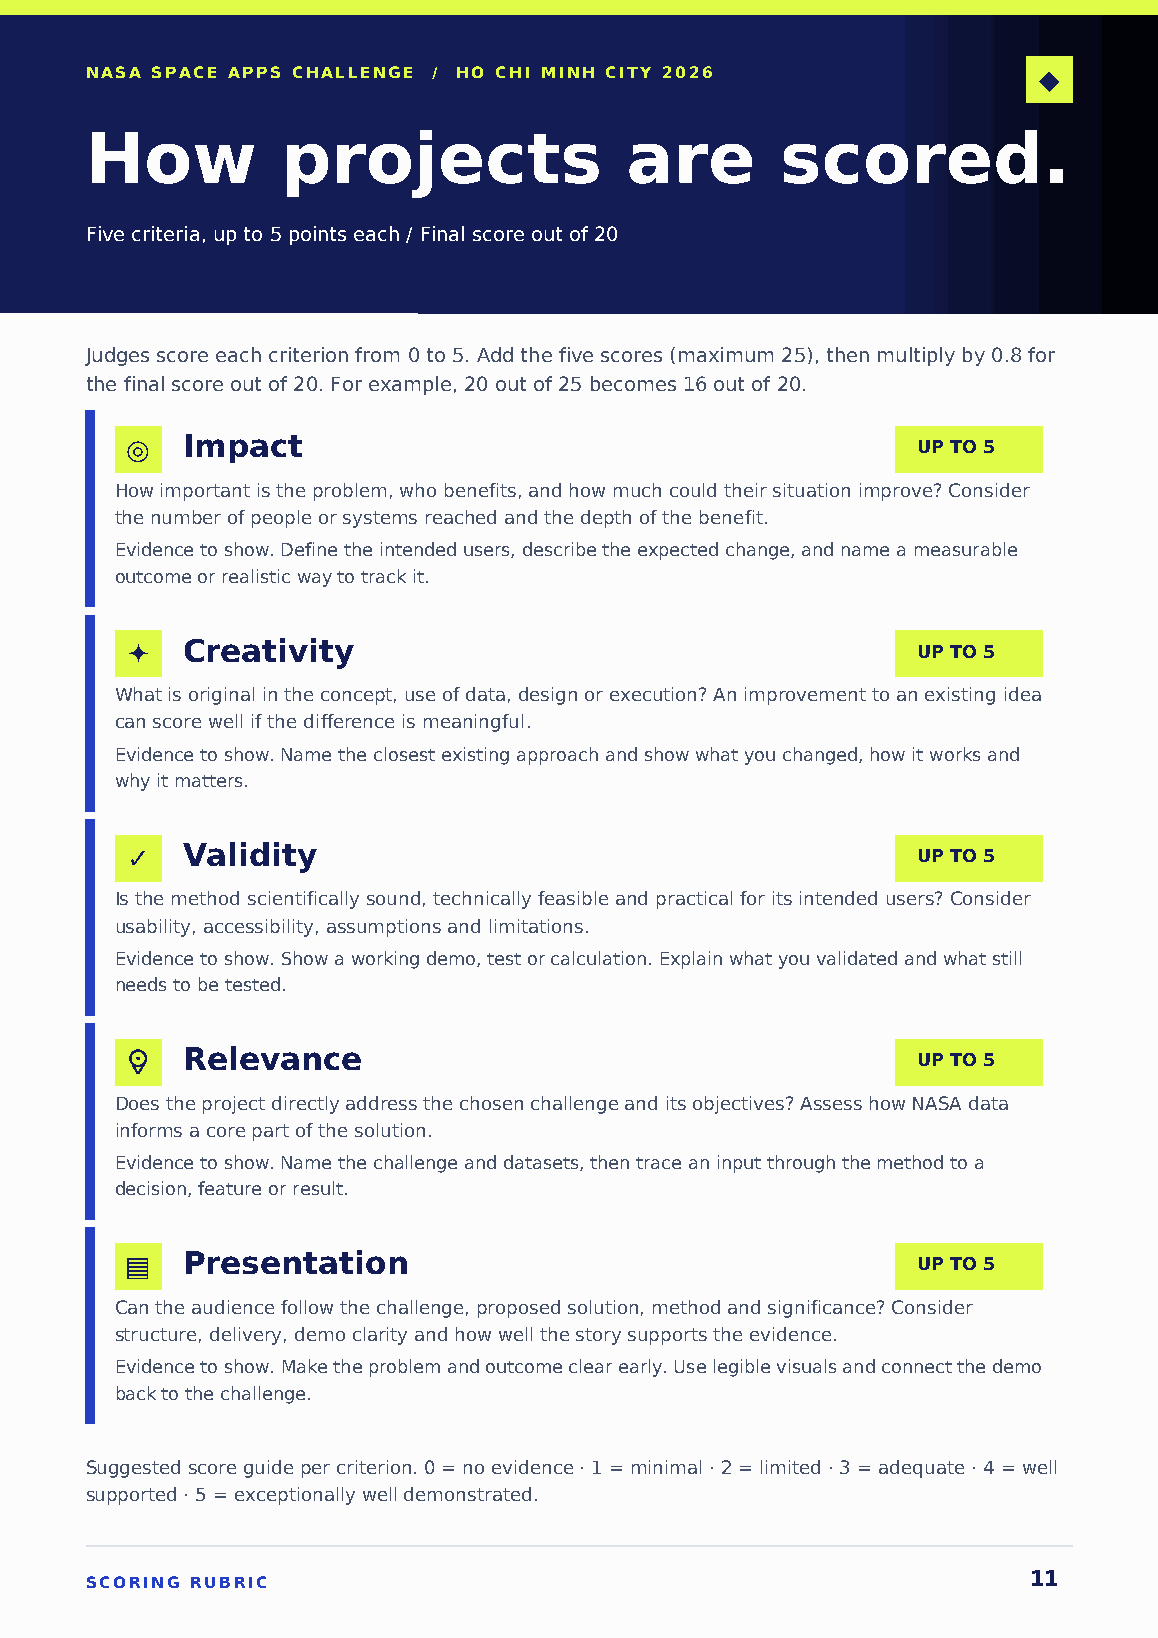 NASA SPACE APPS CHALLENGE / HO CHI MINH CITY 2026
How projects are scored.
Five criteria, up to 5 points each / Final score out of 20
Judges score each criterion from 0 to 5. Add the five scores (maximum 25), then multiply by 0.8 for
the final score out of 20. For example, 20 out of 25 becomes 16 out of 20.
Impact
UP TO 5
How important is the problem, who benefits, and how much could their situation improve? Consider
the number of people or systems reached and the depth of the benefit.
Evidence to show. Define the intended users, describe the expected change, and name a measurable
outcome or realistic way to track it.
Creativity
UP TO 5
What is original in the concept, use of data, design or execution? An improvement to an existing idea
can score well if the difference is meaningful.
Evidence to show. Name the closest existing approach and show what you changed, how it works and
why it matters.
Validity
UP TO 5
Is the method scientifically sound, technically feasible and practical for its intended users? Consider
usability, accessibility, assumptions and limitations.
Evidence to show. Show a working demo, test or calculation. Explain what you validated and what still
needs to be tested.
Relevance
UP TO 5
Does the project directly address the chosen challenge and its objectives? Assess how NASA data
informs a core part of the solution.
Evidence to show. Name the challenge and datasets, then trace an input through the method to a
decision, feature or result.
Presentation
UP TO 5
Can the audience follow the challenge, proposed solution, method and significance? Consider
structure, delivery, demo clarity and how well the story supports the evidence.
Evidence to show. Make the problem and outcome clear early. Use legible visuals and connect the demo
back to the challenge.
Suggested score guide per criterion. 0 = no evidence · 1 = minimal · 2 = limited · 3 = adequate · 4 = well
supported · 5 = exceptionally well demonstrated.
SCORING RUBRIC
11